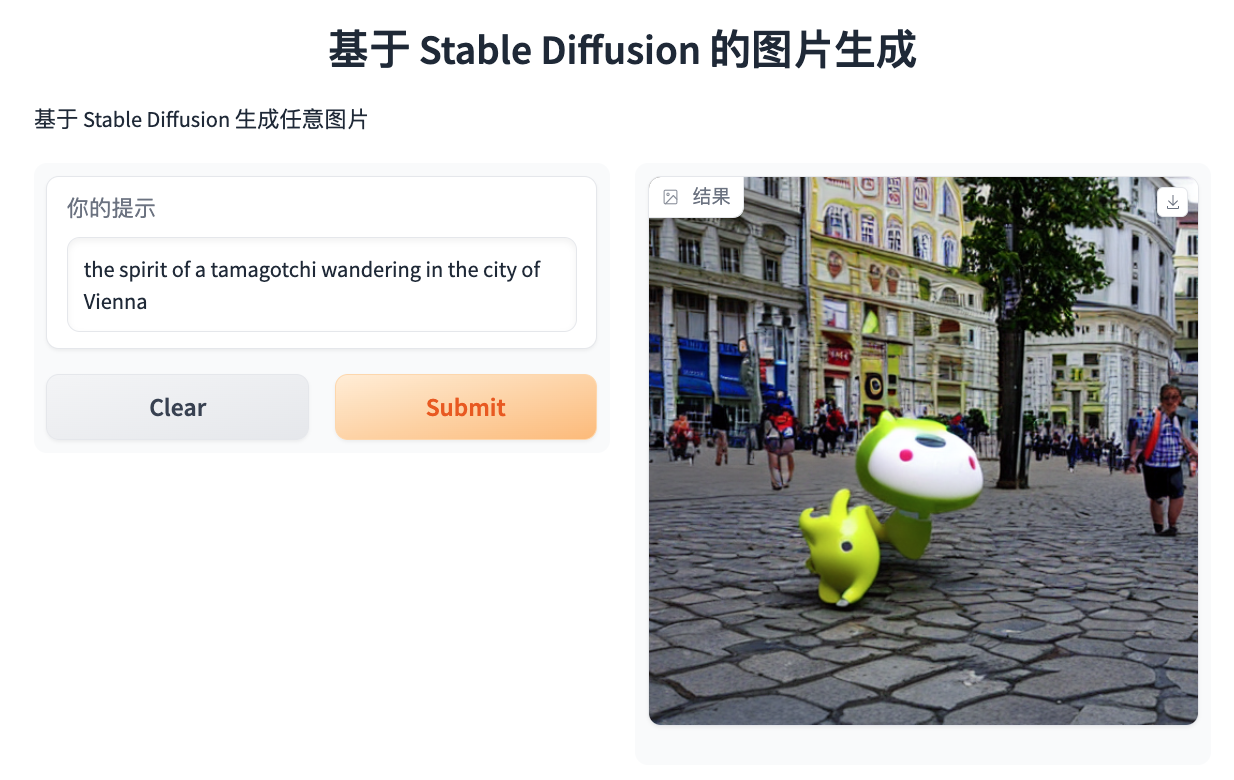 基于 Stable Diffusion 的图片生成
基于 Stable Diffusion 生成任意图片
你的提示
the spirit of a tamagotchi wandering in the city of
Vienna
Clear
Submit
结果